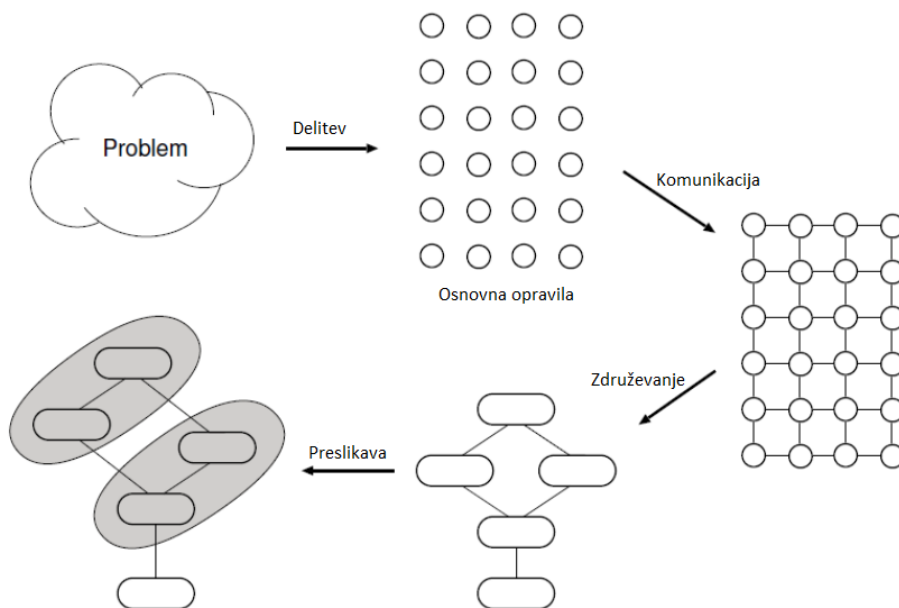 Problem
Delitev
Osnovna opravila
Komunikacija
Združevanje
Preslikava